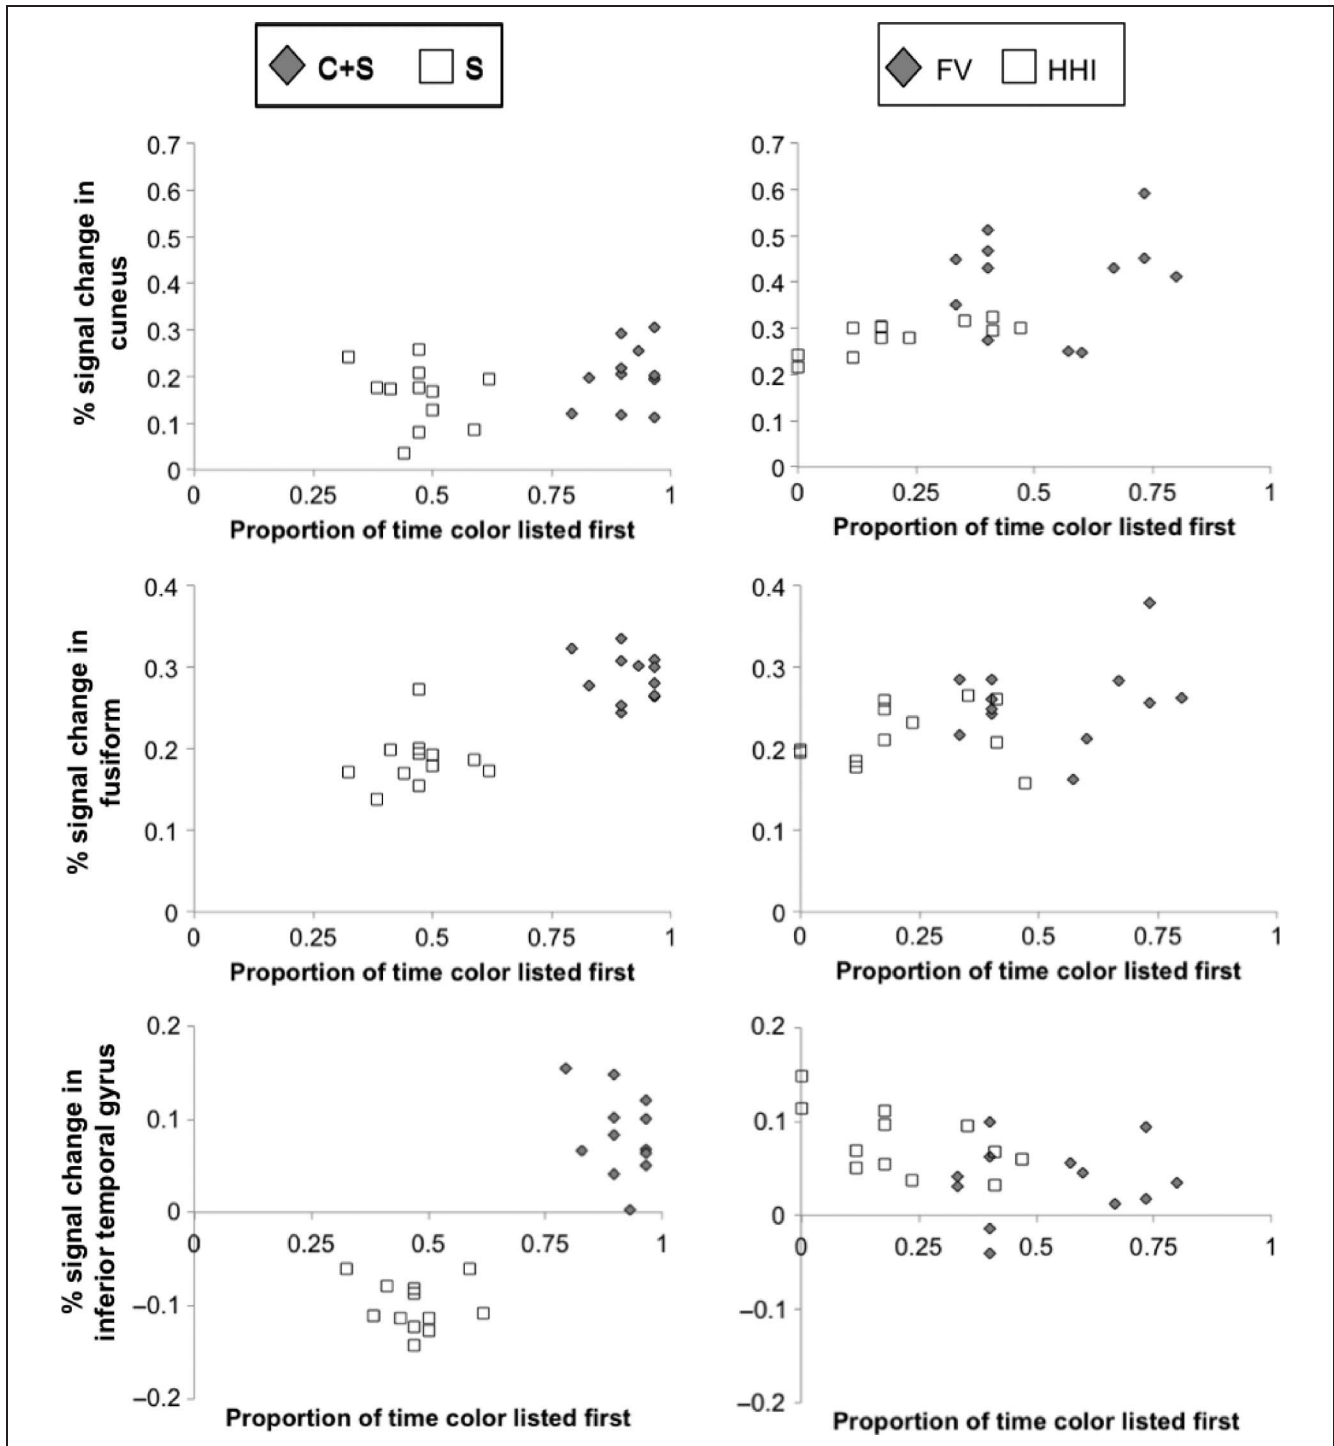 C+S S
FV HHI
% signal change in
cuneus
0.7
0.6
0.5
0.4
0.3
0.2
0.1
0
0 0.25 0.5 0.75 1
Proportion of time color listed first
0.7
0.6
0.5
0.4
0.3
0.2
0.1
0
0 0.25 0.5 0.75 1
Proportion of time color listed first
% signal change in
fusiform
0.4
0.3
0.2
0.1
0
0 0.25 0.5 0.75 1
Proportion of time color listed first
0.4
0.3
0.2
0.1
0
0 0.25 0.5 0.75 1
Proportion of time color listed first
% signal change in
inferior temporal gyrus
0.2
0.1
0
0 0.25 0.5 0.75 1
–0.1
–0.2
Proportion of time color listed first
0.2
0.1
0
0 0.25 0.5 0.75 1
–0.1
–0.2
Proportion of time color listed first